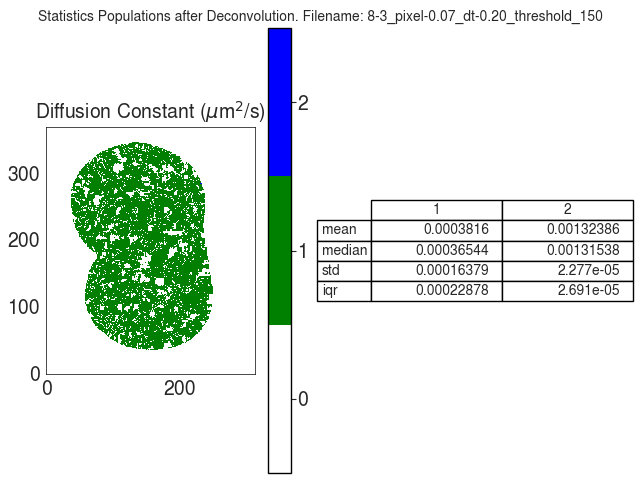 Statistics Populations after Deconvolution. Filename: 8-3_pixel-0.07_dt-0.20_threshold_150
Diffusion Constant (μm²/s)
300
200
100
0
0 200
2
1
0
1 2
mean 0.0003816 0.00132386
median 0.00036544 0.00131538
std 0.00016379 2.277e-05
iqr 0.00022878 2.691e-05